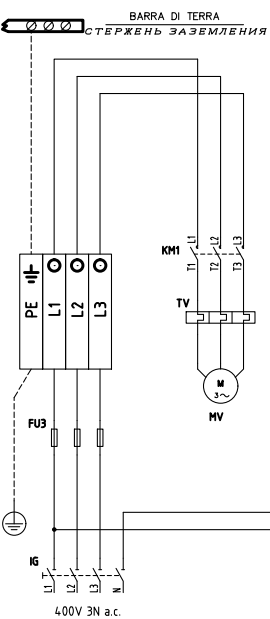 BARRA DI TERRA
СТЕРЖЕНЬ ЗАЗЕМЛЕНИЯ
KM1
L1 L2 L3
T1 T2 T3
PE L1 L2 L3
TV
M
3~
MV
FU3
IG
L1 L2 L3 N
400V 3N a.c.